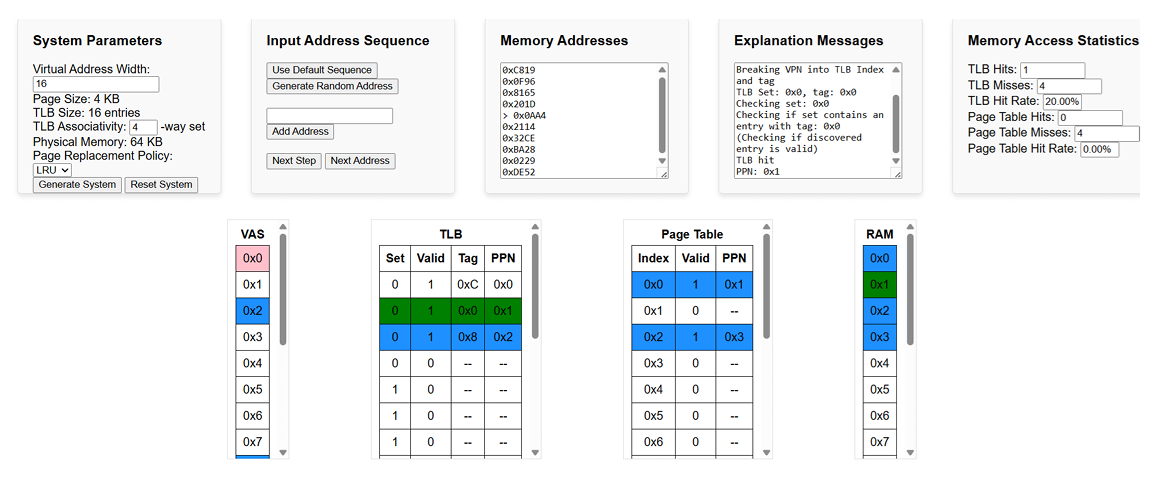 System Parameters
Virtual Address Width:
16
Page Size: 4 KB
TLB Size: 16 entries
TLB Associativity: 4 -way set
Physical Memory: 64 KB
Page Replacement Policy:
LRU
Generate System Reset System
Input Address Sequence
Use Default Sequence
Generate Random Address
Add Address
Next Step Next Address
Memory Addresses
0xC819
0x0F96
0x8165
0x201D
> 0x0AA4
0x2114
0x32CE
0xBA28
0x0229
0xDE52
Explanation Messages
Breaking VPN into TLB Index
and tag
TLB Set: 0x0, tag: 0x0
Checking set: 0x0
Checking if set contains an
entry with tag: 0x0
(Checking if discovered
entry is valid)
TLB hit
PPN: 0x1
Memory Access Statistics
TLB Hits: 1
TLB Misses: 4
TLB Hit Rate: 20.00%
Page Table Hits: 0
Page Table Misses: 4
Page Table Hit Rate: 0.00%
VAS
0x0
0x1
0x2
0x3
0x4
0x5
0x6
0x7
TLB
Set Valid Tag PPN
0 1 0xC 0x0
0 1 0x0 0x1
0 1 0x8 0x2
0 0 -- --
1 0 -- --
1 0 -- --
1 0 -- --
Page Table
Index Valid PPN
0x0 1 0x1
0x1 0 --
0x2 1 0x3
0x3 0 --
0x4 0 --
0x5 0 --
0x6 0 --
RAM
0x0
0x1
0x2
0x3
0x4
0x5
0x6
0x7